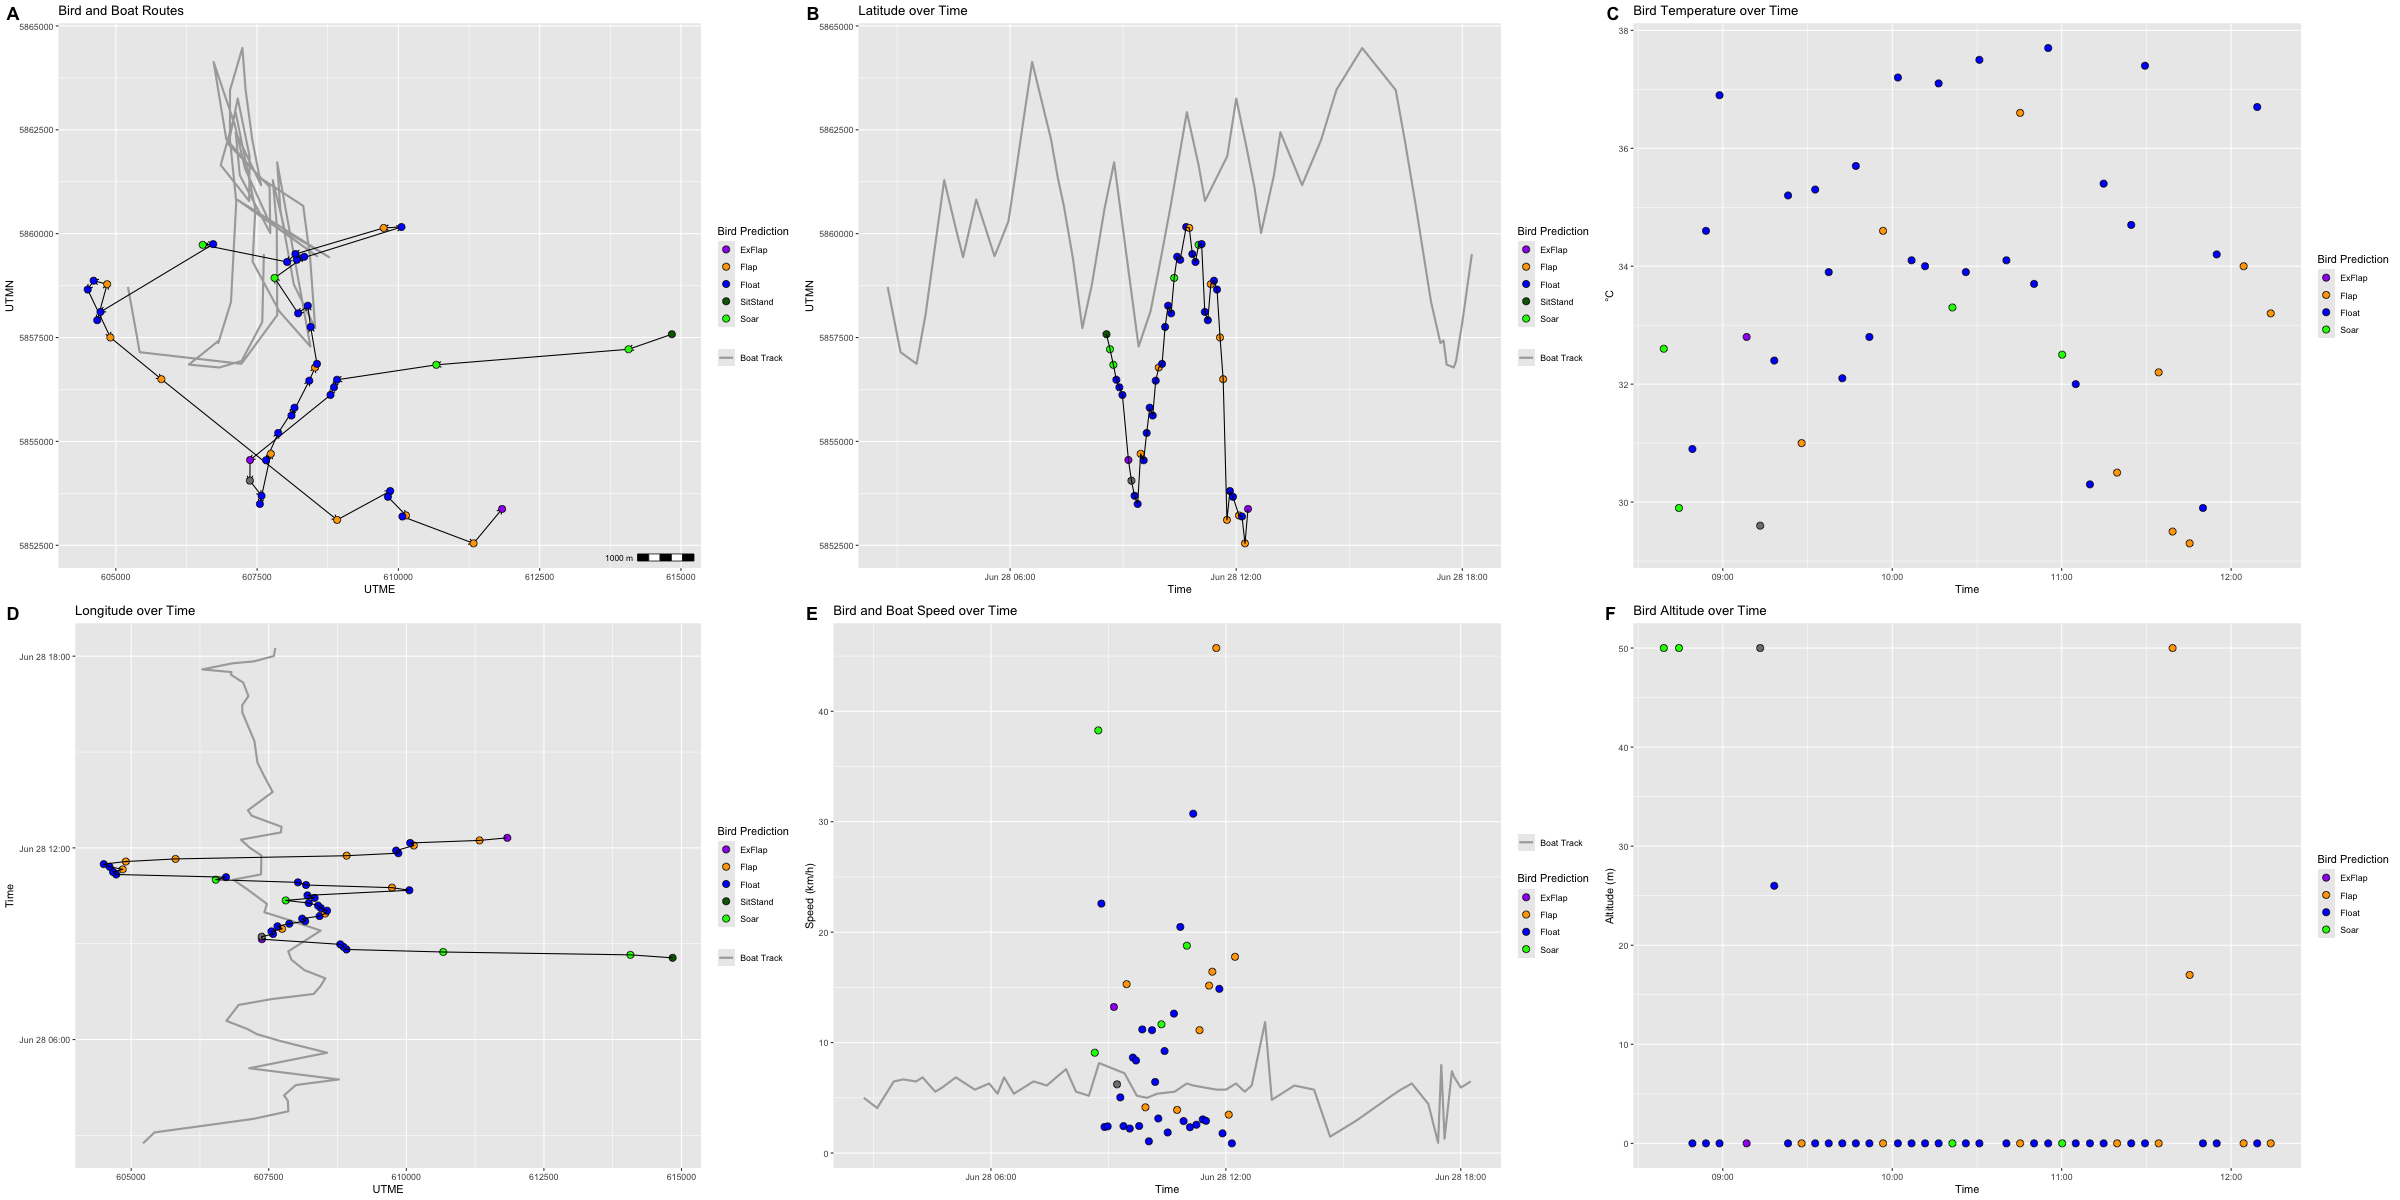 A Bird and Boat Routes
5865000
5862500
5860000
5857500
5855000
5852500
UTMN
605000 607500 610000 612500 615000
UTME
1000 m
Bird Prediction
ExFlap
Flap
Float
SitStand
Soar
Boat Track
B Latitude over Time
5865000
5862500
5860000
5857500
5855000
5852500
UTMN
Jun 28 06:00 Jun 28 12:00 Jun 28 18:00
Time
Bird Prediction
ExFlap
Flap
Float
SitStand
Soar
Boat Track
C Bird Temperature over Time
38
36
34
32
30
°C
09:00 10:00 11:00 12:00
Time
Bird Prediction
ExFlap
Flap
Float
Soar
D Longitude over Time
Jun 28 18:00
Jun 28 12:00
Jun 28 06:00
Time
605000 607500 610000 612500 615000
UTME
Bird Prediction
ExFlap
Flap
Float
SitStand
Soar
Boat Track
E Bird and Boat Speed over Time
40
30
20
10
0
Speed (km/h)
Jun 28 06:00 Jun 28 12:00 Jun 28 18:00
Time
Boat Track
Bird Prediction
ExFlap
Flap
Float
Soar
F Bird Altitude over Time
50
40
30
20
10
0
Altitude (m)
09:00 10:00 11:00 12:00
Time
Bird Prediction
ExFlap
Flap
Float
Soar